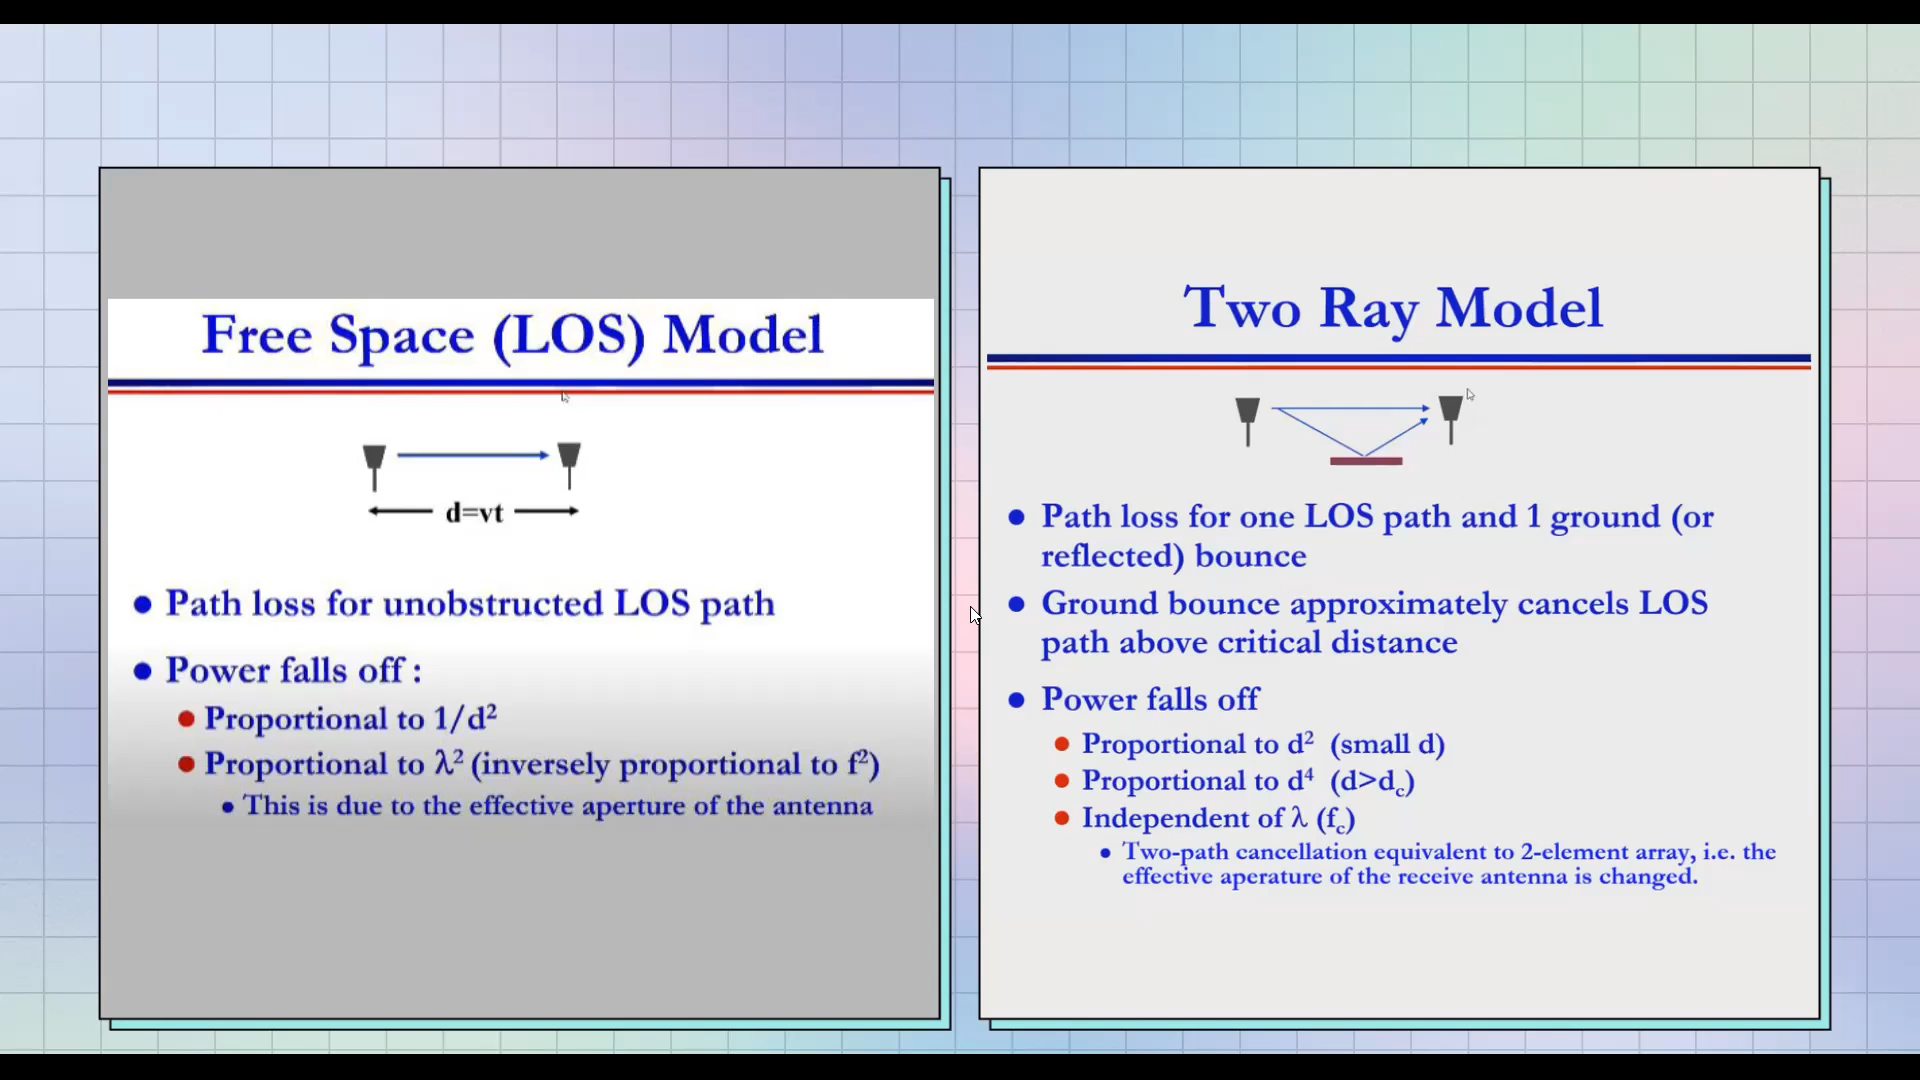 Free Space (LOS) Model
d=vt
● Path loss for unobstructed LOS path
● Power falls off :
● Proportional to 1/d²
● Proportional to λ² (inversely proportional to f²)
● This is due to the effective aperture of the antenna
Two Ray Model
● Path loss for one LOS path and 1 ground (or
reflected) bounce
● Ground bounce approximately cancels LOS
path above critical distance
● Power falls off
● Proportional to d² (small d)
● Proportional to d⁴ (d>d_c)
● Independent of λ (f_c)
● Two-path cancellation equivalent to 2-element array, i.e. the
effective aperature of the receive antenna is changed.